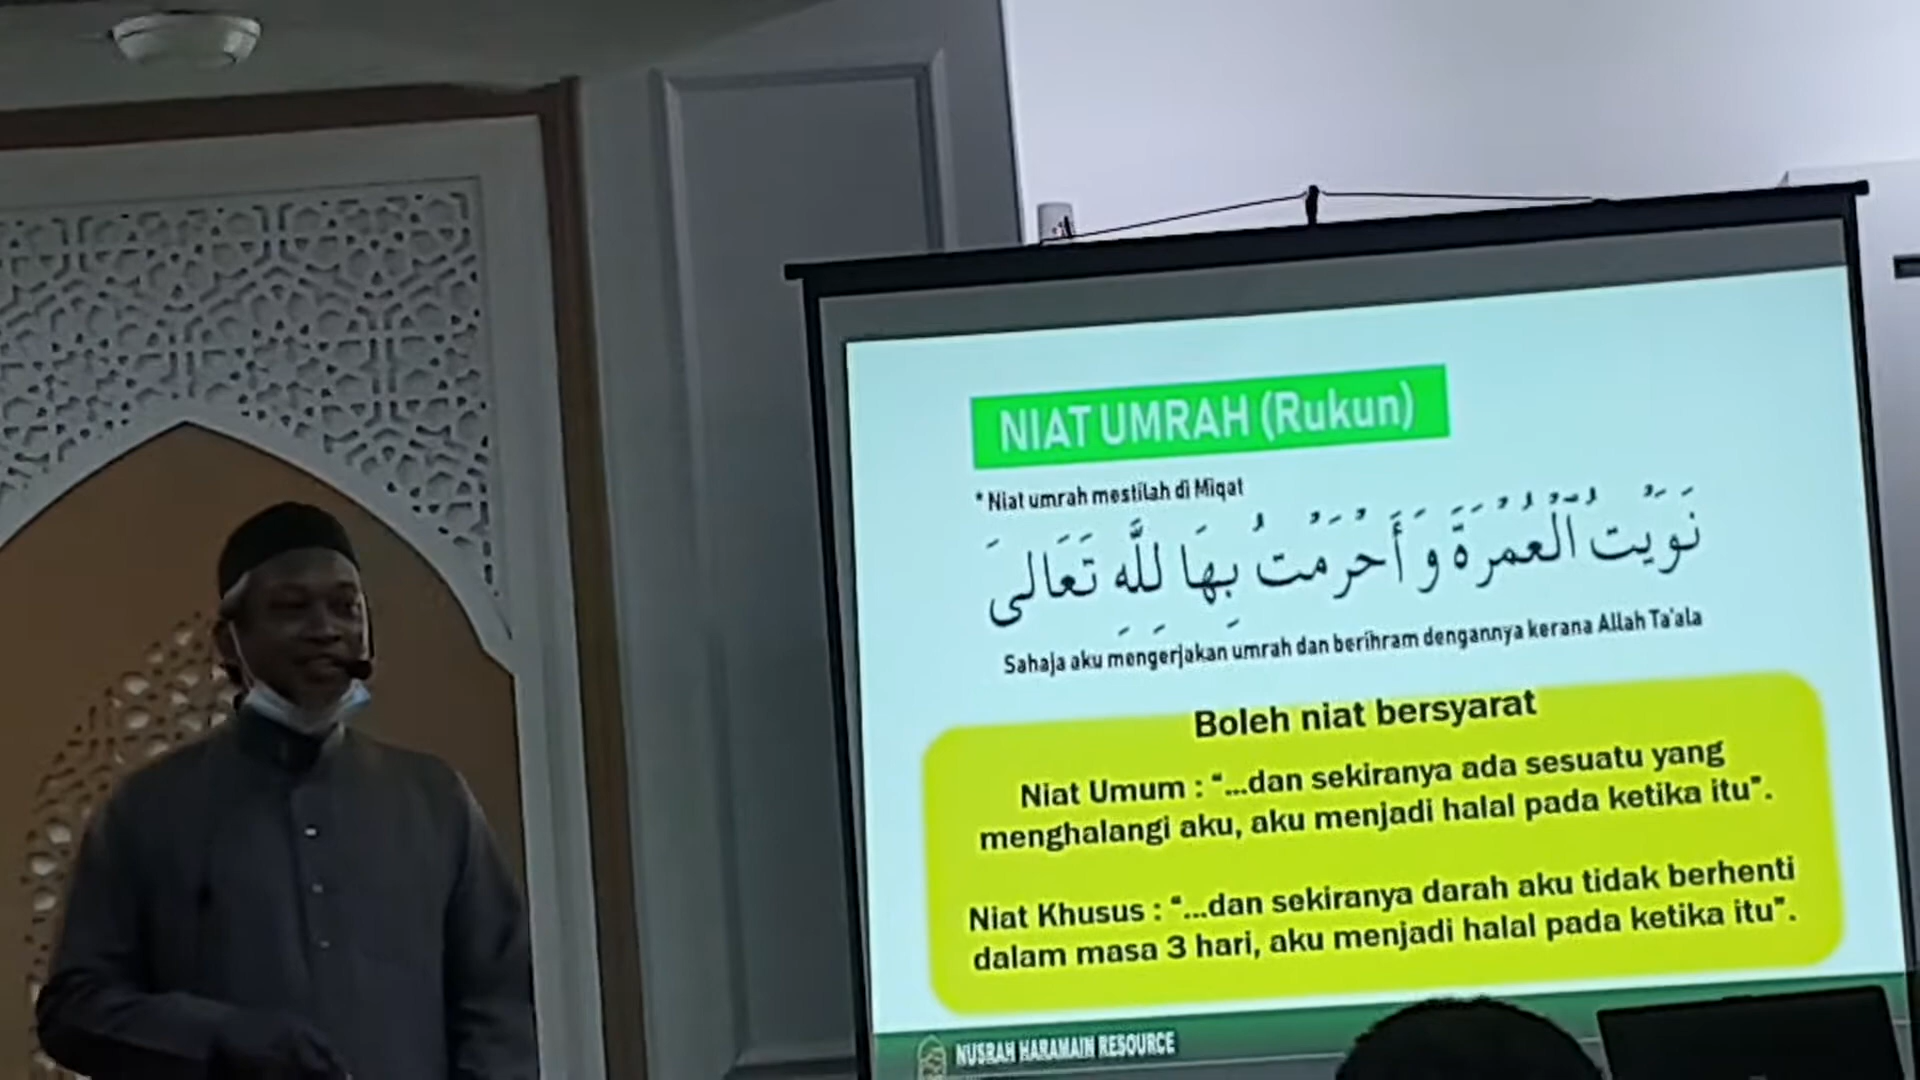 NIAT UMRAH (Rukun)
* Niat umrah mestilah di Miqat
نَوَيْتُ الْعُمْرَةَ وَأَحْرَمْتُ بِهَا لِلَّهِ تَعَالىَ
Sahaja aku mengerjakan umrah dan berihram dengannya kerana Allah Ta'ala
Boleh niat bersyarat
Niat Umum : "...dan sekiranya ada sesuatu yang
menghalangi aku, aku menjadi halal pada ketika itu".
Niat Khusus : "...dan sekiranya darah aku tidak berhenti
dalam masa 3 hari, aku menjadi halal pada ketika itu".
NUSRAH HARAMAIN RESOURCE